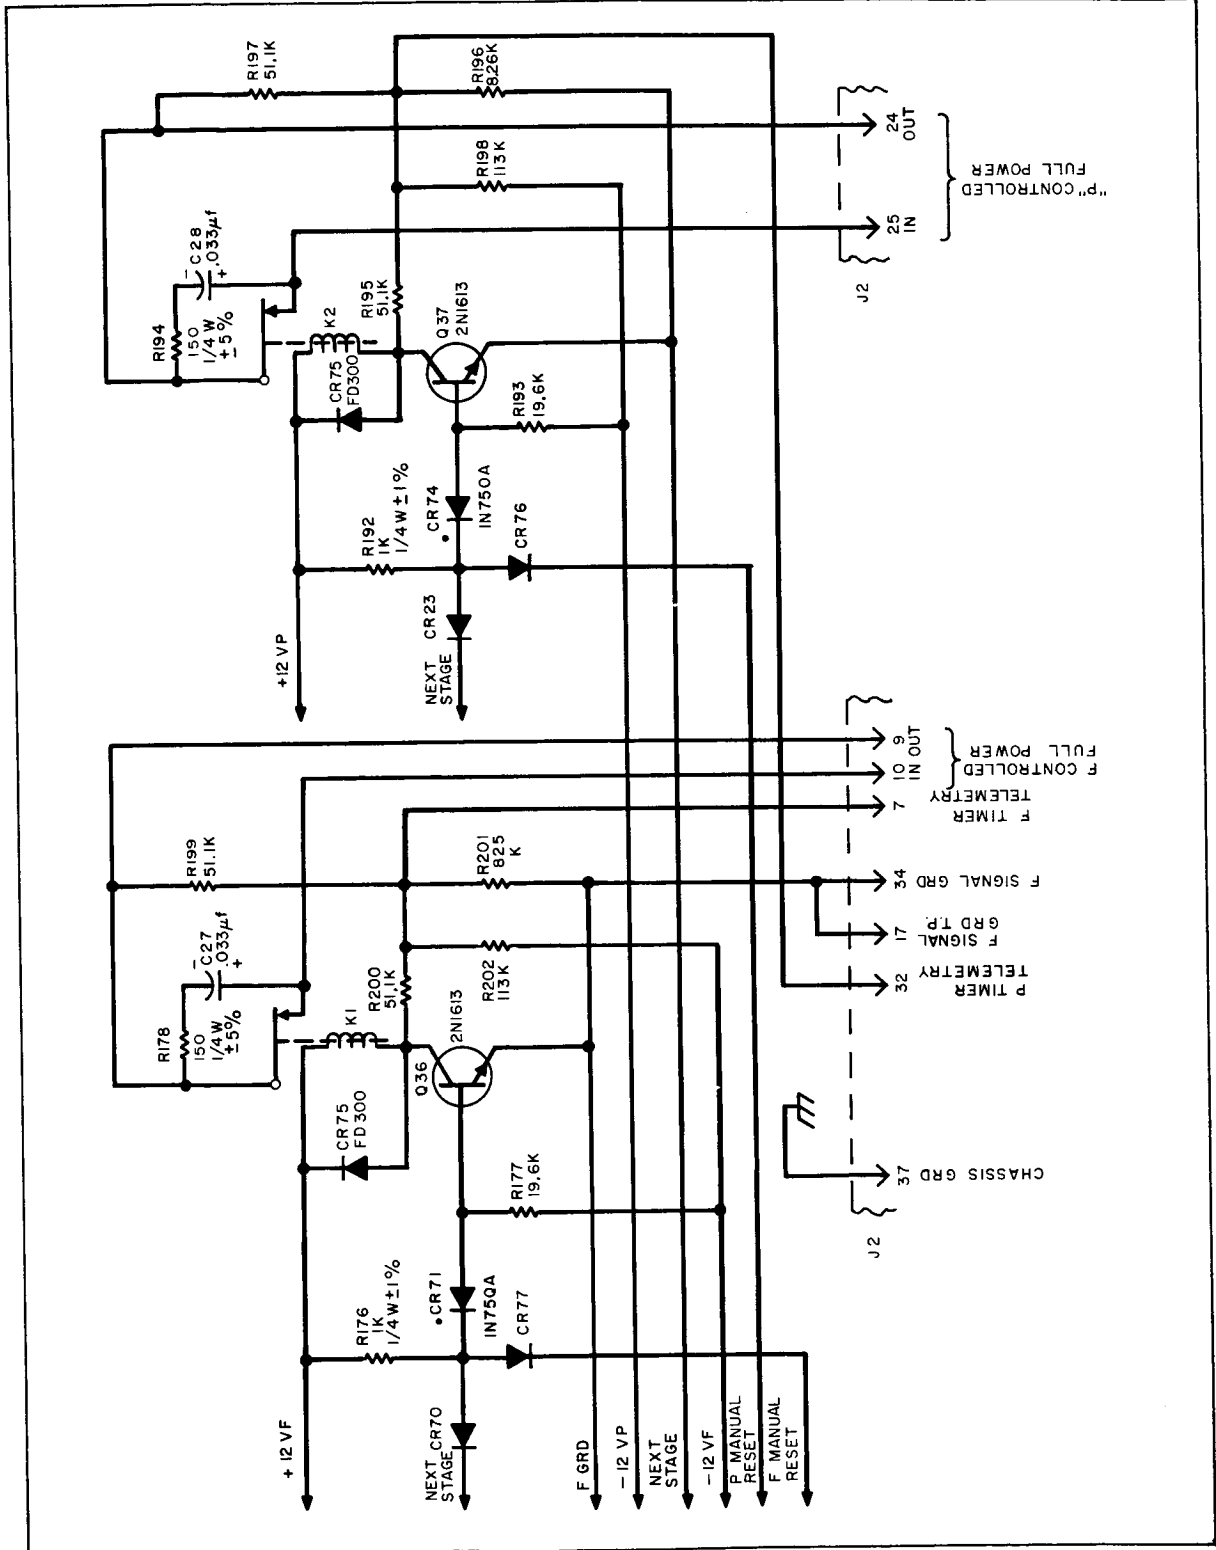 R197
51.1K
R196
8.26K
R198
113K
24
OUT
25
IN
"P" CONTROLLED
FULL POWER
J2
C28
.033µf
+
−
R194
150
1/4 W
±5%
K2
CR75
FD300
R195
51.1K
Q37
2N1613
R193
19.6K
R192
1K
1/4W±1%
CR74
IN750A
CR76
CR23
+12 VP
NEXT
STAGE
R199
51.1K
R201
825
K
9
OUT
10
IN
F CONTROLLED
FULL POWER
7
F TIMER
TELEMETRY
34
F SIGNAL GRD
17
F SIGNAL
GRD T.P.
32
P TIMER
TELEMETRY
37
CHASSIS GRD
J2
C27
.033µf
+
−
R178
150
1/4 W
±5%
K1
CR75
FD300
R200
51.1K
R202
113K
Q36
2N1613
R177
19.6K
R176
1K
1/4 W±1%
CR71
IN750A
CR77
CR70
+12 VF
NEXT
STAGE
F GRD
−12 VP
NEXT
STAGE
−12 VF
P MANUAL
RESET
F MANUAL
RESET